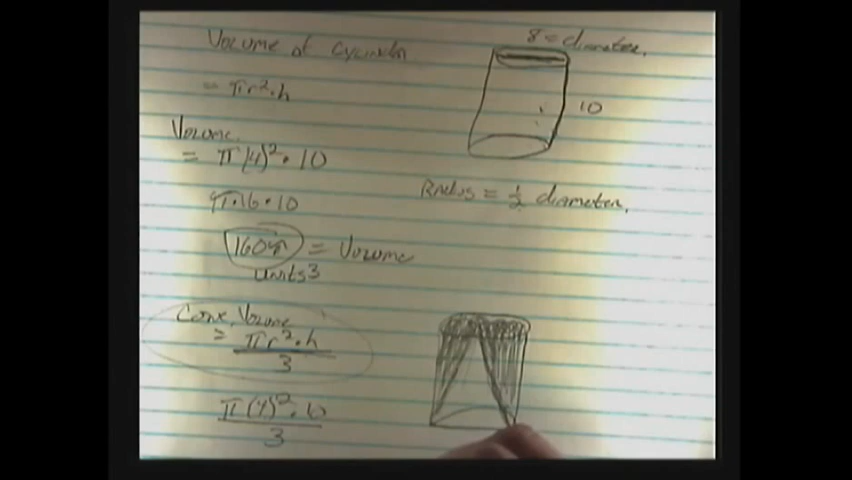 Volume of Cylinder
8 = diameter.
= πr²·h
10
Volume
= π(4)²·10
Radius = 1/2 diameter.
π·16·10
160π = Volume
units3
Cone Volume
= πr²·h
3
π(4)²·10
3